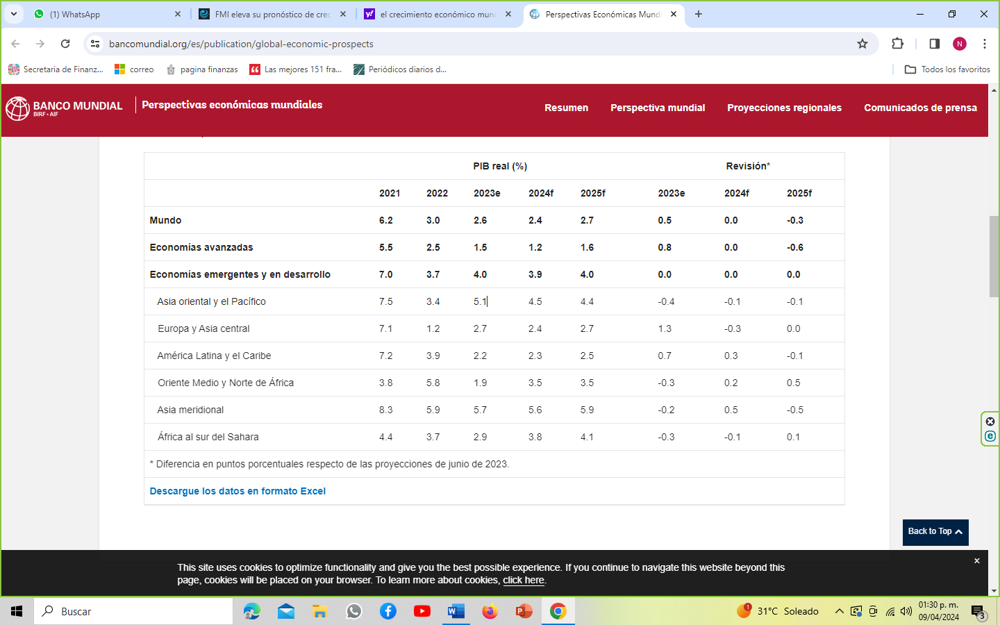 (1) WhatsApp
FMI eleva su pronóstico de crec
el crecimiento económico mun
Perspectivas Económicas Mundi
bancomundial.org/es/publication/global-economic-prospects
N
Secretaria de Finanz...
correo
pagina finanzas
Las mejores 151 fra...
Periódicos diarios d...
Todos los favoritos
BANCO MUNDIAL
BIRF • AIF
Perspectivas económicas mundiales
Resumen
Perspectiva mundial
Proyecciones regionales
Comunicados de prensa
PIB real (%) Revisión*
2021 2022 2023e 2024f 2025f 2023e 2024f 2025f
Mundo 6.2 3.0 2.6 2.4 2.7 0.5 0.0 -0.3
Economías avanzadas 5.5 2.5 1.5 1.2 1.6 0.8 0.0 -0.6
Economías emergentes y en desarrollo 7.0 3.7 4.0 3.9 4.0 0.0 0.0 0.0
Asia oriental y el Pacífico 7.5 3.4 5.1 4.5 4.4 -0.4 -0.1 -0.1
Europa y Asia central 7.1 1.2 2.7 2.4 2.7 1.3 -0.3 0.0
América Latina y el Caribe 7.2 3.9 2.2 2.3 2.5 0.7 0.3 -0.1
Oriente Medio y Norte de África 3.8 5.8 1.9 3.5 3.5 -0.3 0.2 0.5
Asia meridional 8.3 5.9 5.7 5.6 5.9 -0.2 0.5 -0.5
África al sur del Sahara 4.4 3.7 2.9 3.8 4.1 -0.3 -0.1 0.1
* Diferencia en puntos porcentuales respecto de las proyecciones de junio de 2023.
Descargue los datos en formato Excel
Back to Top
This site uses cookies to optimize functionality and give you the best possible experience. If you continue to navigate this website beyond this
page, cookies will be placed on your browser. To learn more about cookies, click here.
Buscar
1
31°C Soleado
01:30 p. m.
09/04/2024
3